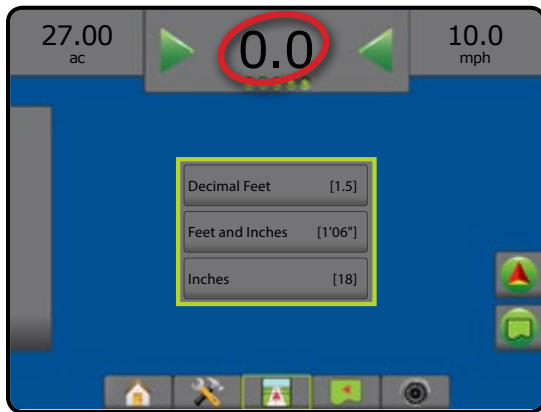 27.00
ac
0.0
10.0
mph
Decimal Feet [1.5]
Feet and Inches [1'06"]
Inches [18]